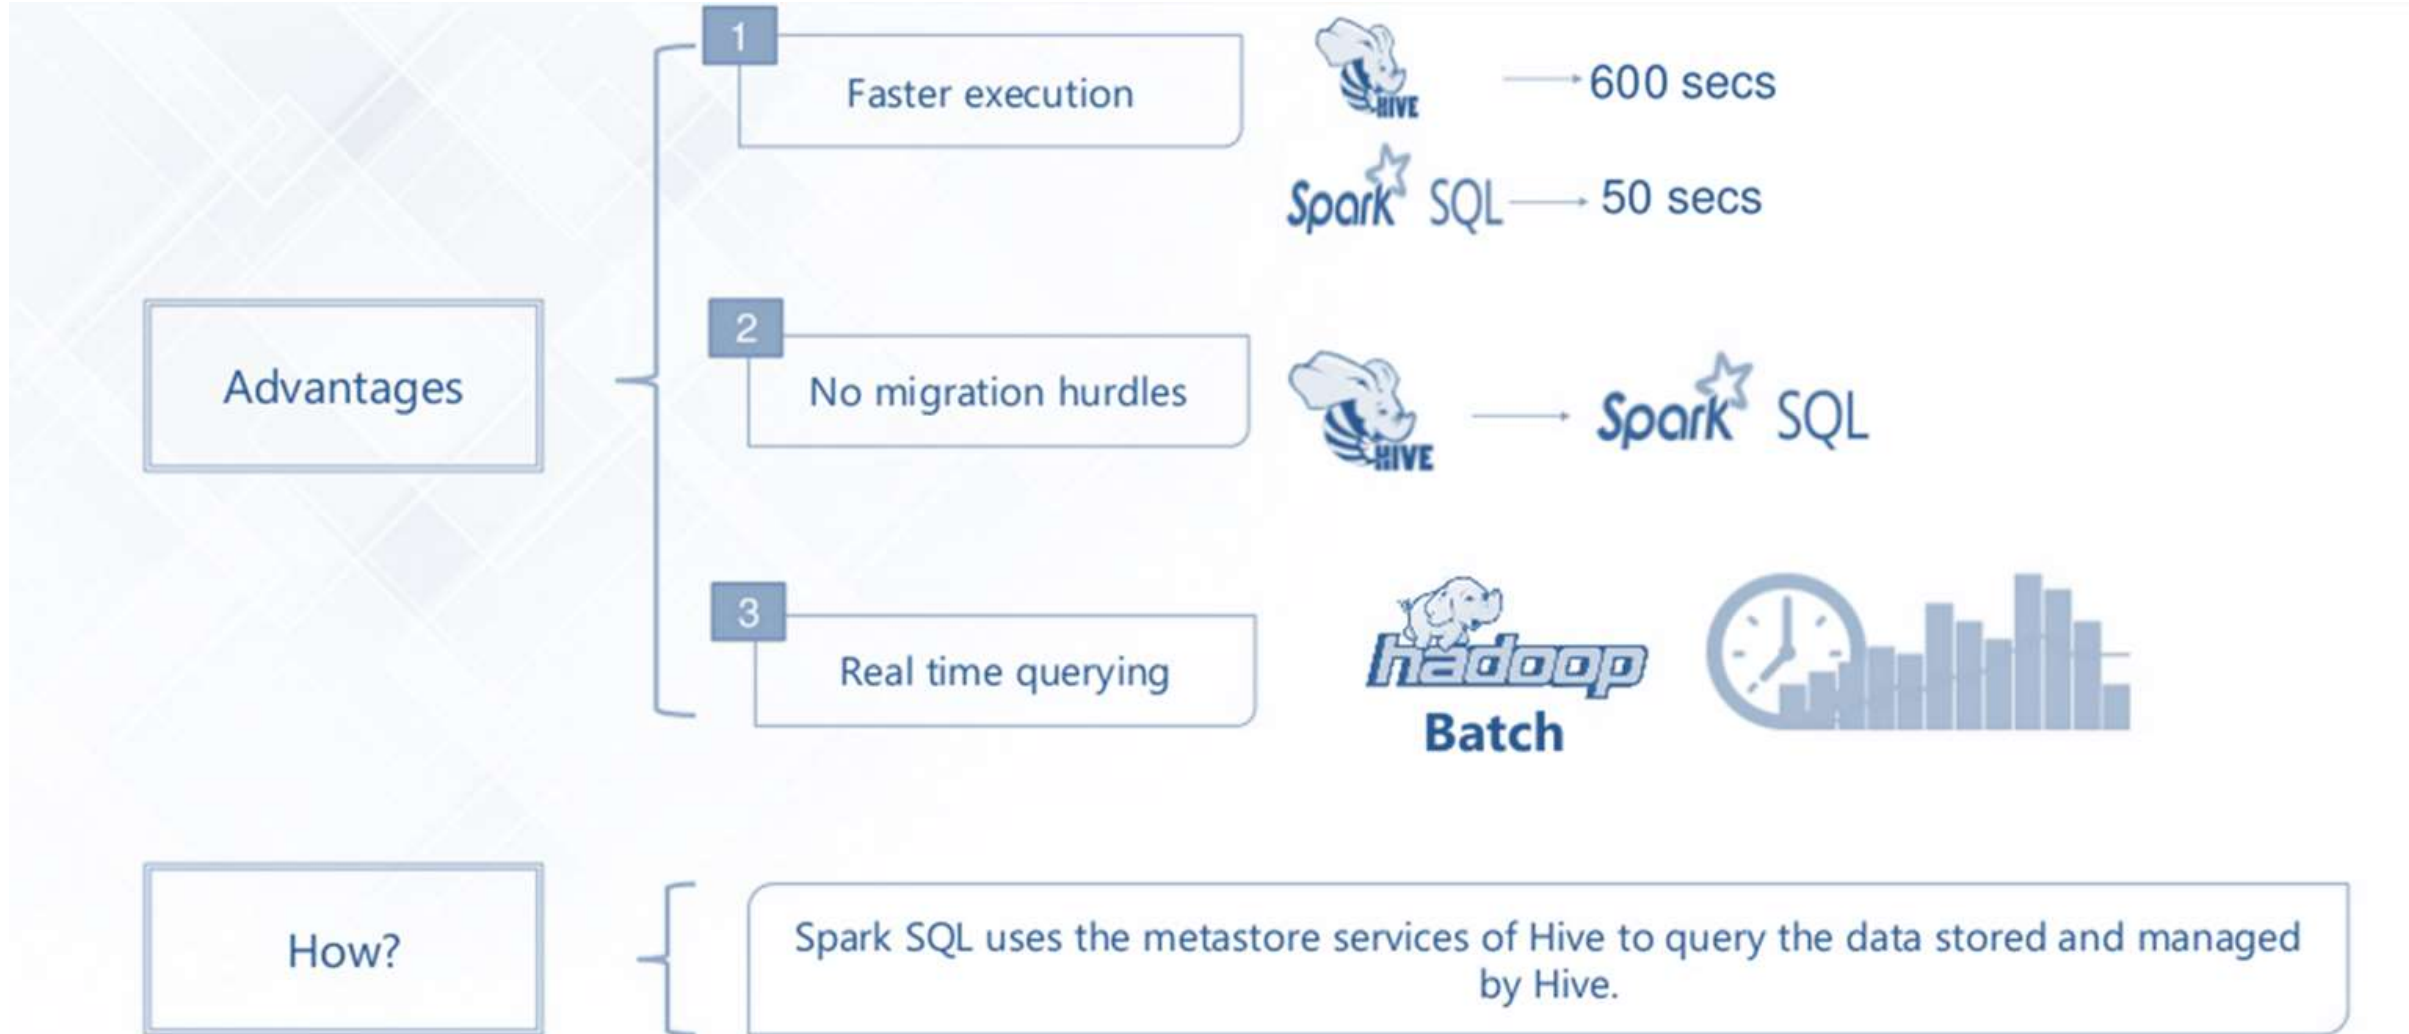 1
Faster execution
HIVE
600 secs
Spark SQL
50 secs
Advantages
2
No migration hurdles
HIVE
Spark SQL
3
Real time querying
hadoop
Batch
How?
Spark SQL uses the metastore services of Hive to query the data stored and managed
by Hive.